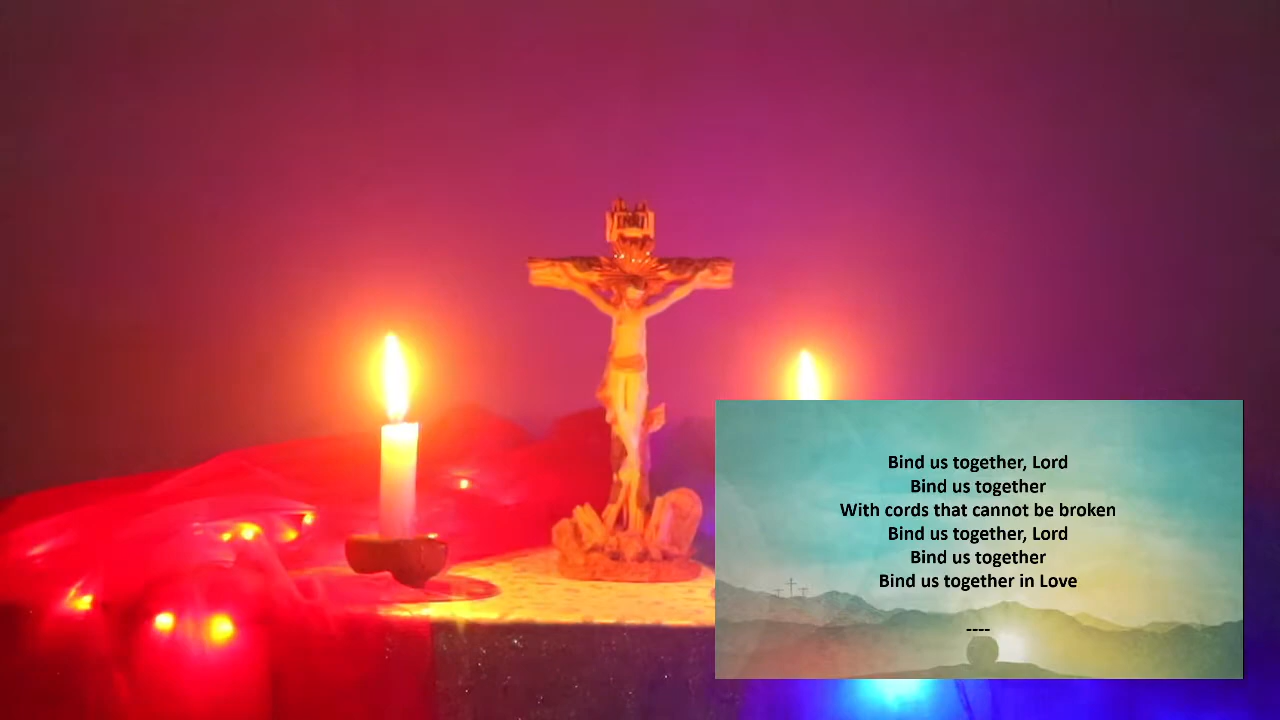 INRI
Bind us together, Lord
Bind us together
With cords that cannot be broken
Bind us together, Lord
Bind us together
Bind us together in Love
----